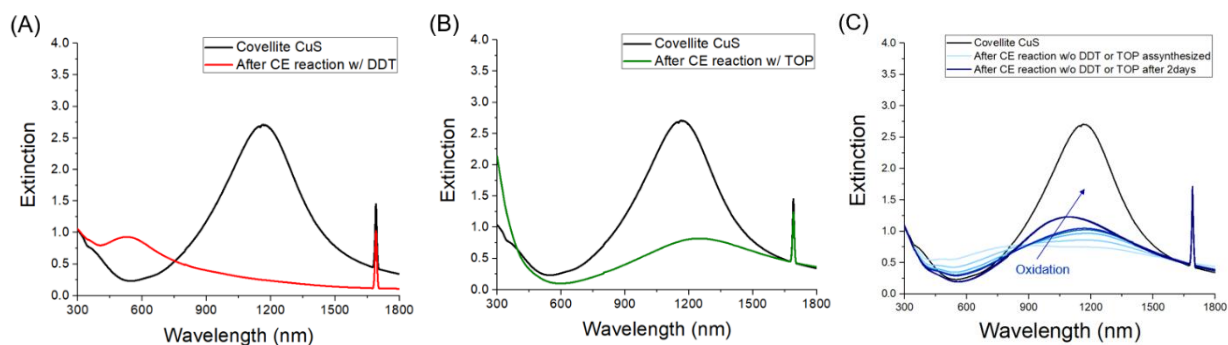 (A)
Covellite CuS
After CE reaction w/ DDT
Extinction
4.0
3.5
3.0
2.5
2.0
1.5
1.0
0.5
0.0
300
600
900
1200
1500
1800
Wavelength (nm)
(B)
Covellite CuS
After CE reaction w/ TOP
Extinction
4.0
3.5
3.0
2.5
2.0
1.5
1.0
0.5
0.0
300
600
900
1200
1500
1800
Wavelength (nm)
(C)
Covellite CuS
After CE reaction w/o DDT or TOP assynthesized
After CE reaction w/o DDT or TOP after 2days
Extinction
4.0
3.5
3.0
2.5
2.0
1.5
1.0
0.5
0.0
Oxidation
300
600
900
1200
1500
1800
Wavelength (nm)